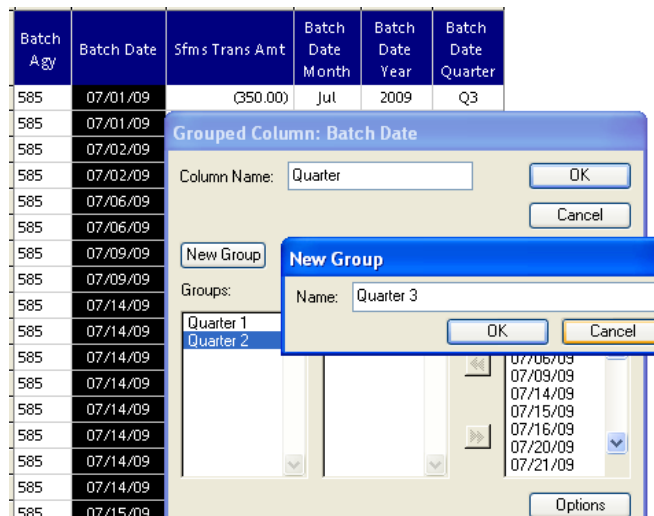 Batch Agy Batch Date Sfms Trans Amt Batch Date Month Batch Date Year Batch Date Quarter
585 07/01/09 (350.00) Jul 2009 Q3
585 07/01/09
585 07/02/09
585 07/02/09
585 07/06/09
585 07/06/09
585 07/09/09
585 07/09/09
585 07/14/09
585 07/14/09
585 07/14/09
585 07/14/09
585 07/14/09
585 07/14/09
585 07/14/09
585 07/15/09
Grouped Column: Batch Date
Column Name: Quarter OK
Cancel
New Group
Groups:
Quarter 1
Quarter 2
New Group
Name: Quarter 3
OK Cancel
07/06/09
07/09/09
07/14/09
07/15/09
07/16/09
07/20/09
07/21/09
Options